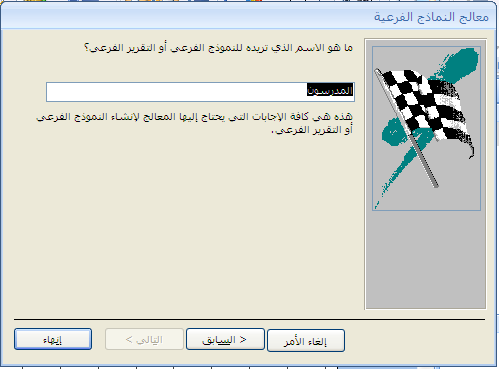 معالج النماذج الفرعية
ما هو الاسم الذي تريده للنموذج الفرعي أو التقرير الفرعي؟
المدرسون
هذه هي كافة الإجابات التي يحتاج إليها المعالج لإنشاء النموذج الفرعي
أو التقرير الفرعي.
إلغاء الأمر
< السابق
التالي >
إنهاء